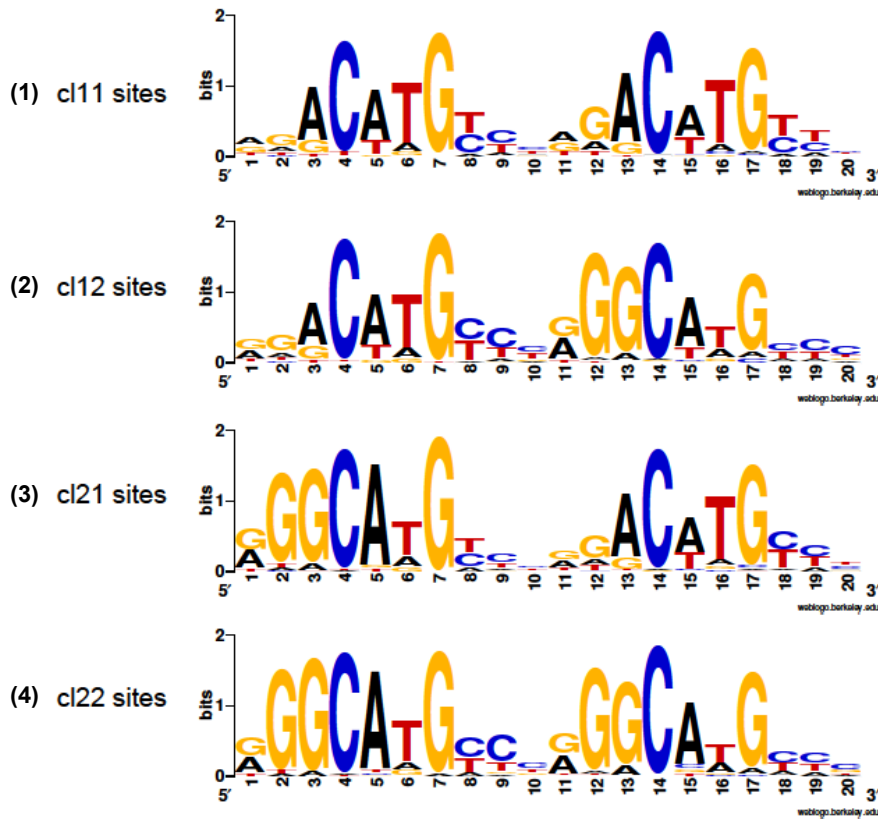 2
(1) cl11 sites
bits
1
A G A C A T G T C A G A C A T G T T
0
5′ 1 2 3 4 5 6 7 8 9 10 11 12 13 14 15 16 17 18 19 20 3′
weblogo.berkeley.edu
2
(2) cl12 sites
bits
1
G G A C A T G C C C G G G C A T G C C C
0
5′ 1 2 3 4 5 6 7 8 9 10 11 12 13 14 15 16 17 18 19 20 3′
weblogo.berkeley.edu
2
(3) cl21 sites
bits
1
G G G C A T G T C G G A C A T G C C
0
5′ 1 2 3 4 5 6 7 8 9 10 11 12 13 14 15 16 17 18 19 20 3′
weblogo.berkeley.edu
2
(4) cl22 sites
bits
1
G G G C A T G C C C G G G C A T G C C C
0
5′ 1 2 3 4 5 6 7 8 9 10 11 12 13 14 15 16 17 18 19 20 3′
weblogo.berkeley.edu